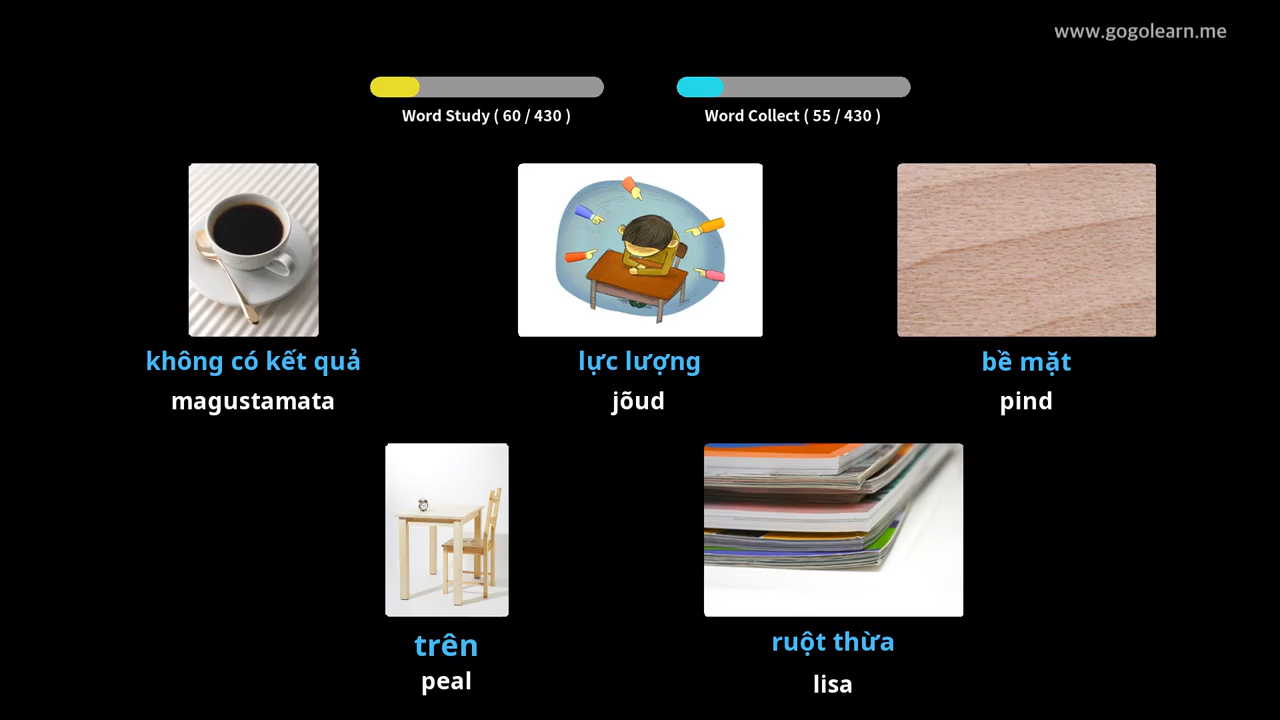 www.gogolearn.me
Word Study ( 60 / 430 )
Word Collect ( 55 / 430 )
không có kết quả
magustamata
lực lượng
jõud
bề mặt
pind
trên
peal
ruột thừa
lisa